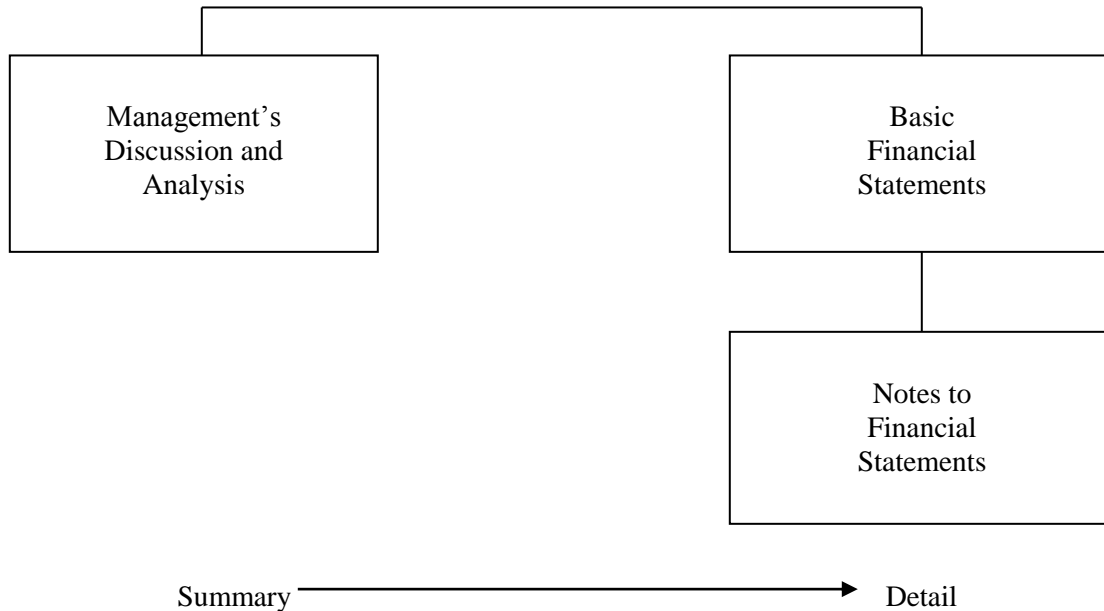 Management’s
Discussion and
Analysis
Basic
Financial
Statements
Notes to
Financial
Statements
Summary
Detail